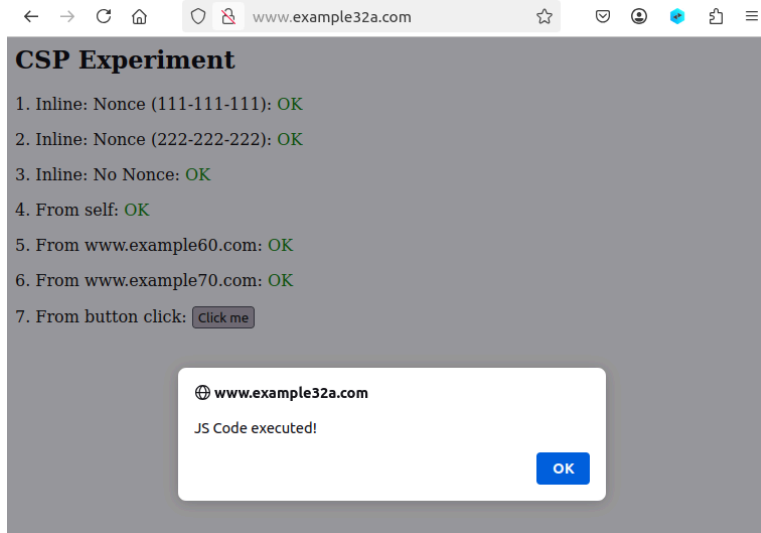 www.example32a.com
CSP Experiment
1. Inline: Nonce (111-111-111): OK
2. Inline: Nonce (222-222-222): OK
3. Inline: No Nonce: OK
4. From self: OK
5. From www.example60.com: OK
6. From www.example70.com: OK
7. From button click: Click me
www.example32a.com
JS Code executed!
OK